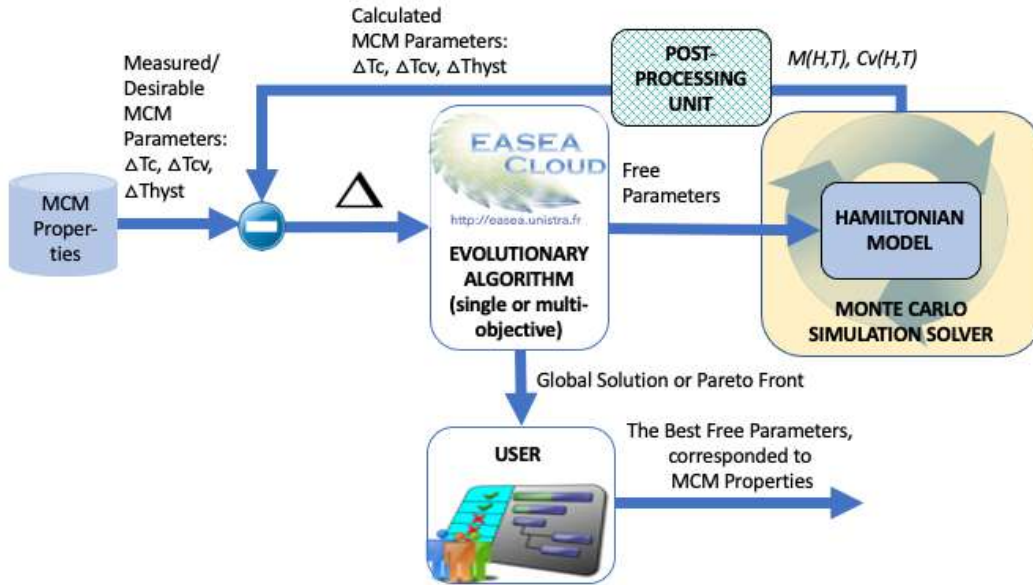 Calculated
MCM Parameters:
ΔTc, ΔTcv, ΔThyst
POST-
PROCESSING
UNIT
M(H,T), Cv(H,T)
Measured/
Desirable
MCM
Parameters:
ΔTc, ΔTcv,
ΔThyst
MCM
Proper-
ties
Δ
EASEA
CLOUD
http://easea.unistra.fr
EVOLUTIONARY
ALGORITHM
(single or multi-
objective)
Free
Parameters
HAMILTONIAN
MODEL
MONTE CARLO
SIMULATION SOLVER
Global Solution or Pareto Front
USER
The Best Free Parameters,
corresponded to
MCM Properties